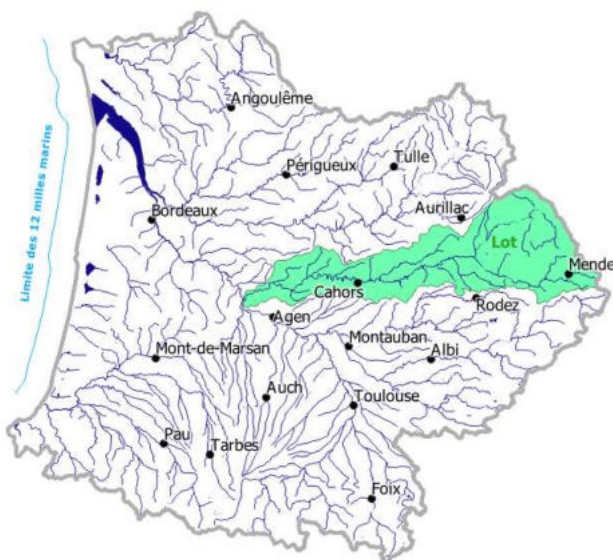 Limite des 12 milles marins
Angoulême
Périgueux
Tulle
Bordeaux
Aurillac
Lot
Mende
Cahors
Rodez
Agen
Montauban
Albi
Mont-de-Marsan
Auch
Toulouse
Pau
Tarbes
Foix